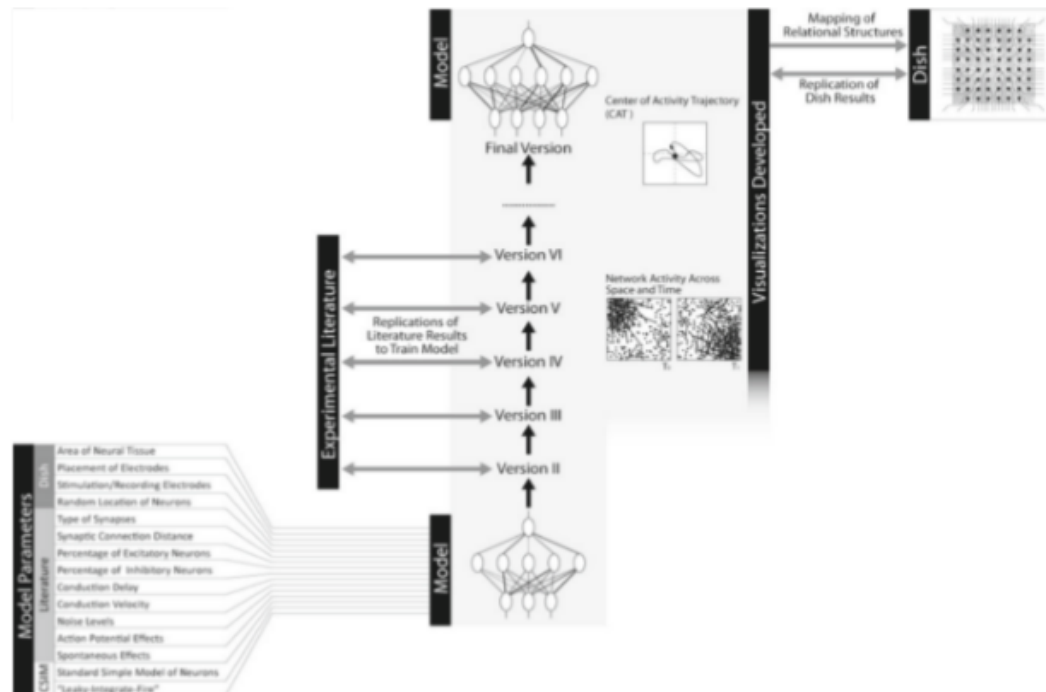 Model
Final Version
Center of Activity Trajectory
(CAT )
Visualizations Developed
Mapping of
Relational Structures
Replication of
Dish Results
Dish
Experimental Literature
Version VI
Version V
Replications of
Literature Results
to Train Model
Version IV
Version III
Version II
Network Activity Across
Space and Time
Model
Model Parameters
Dish
Area of Neural Tissue
Placement of Electrodes
Stimulation/Recording Electrodes
Random Location of Neurons
Literature
Type of Synapses
Synaptic Connection Distance
Percentage of Excitatory Neurons
Percentage of Inhibitory Neurons
Conduction Delay
Conduction Velocity
Noise Levels
Action Potential Effects
Spontaneous Effects
CSIM
Standard Simple Model of Neurons
"Leaky-Integrate-Fire"